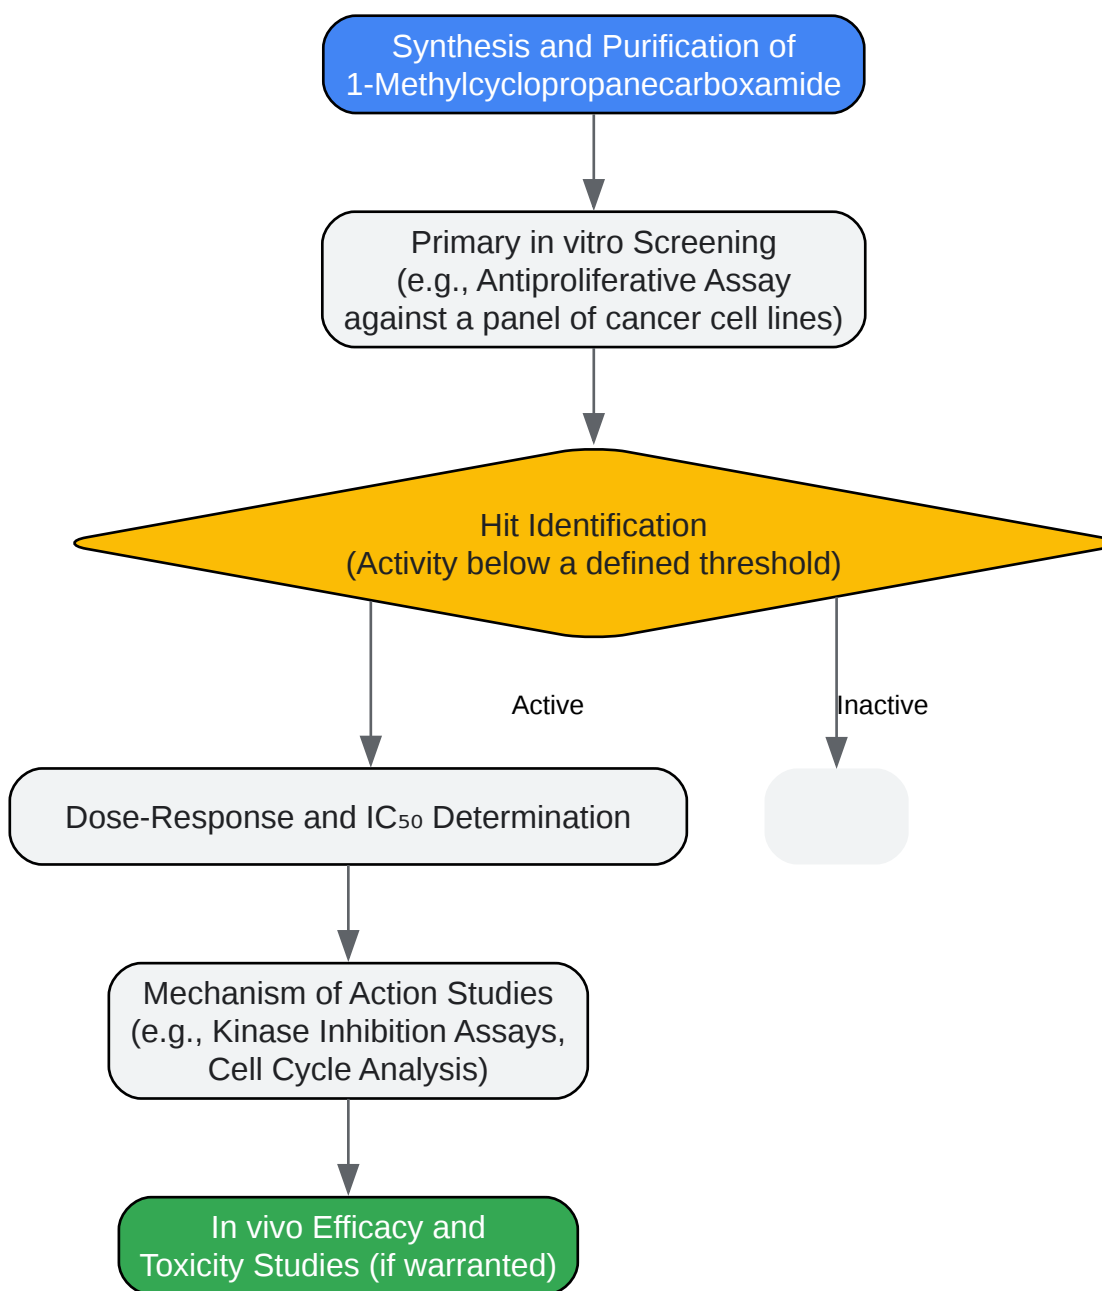 Synthesis and Purification of
1-Methylcyclopropanecarboxamide
Primary in vitro Screening
(e.g., Antiproliferative Assay
against a panel of cancer cell lines)
Hit Identification
(Activity below a defined threshold)
Active
Inactive
Dose-Response and IC₅₀ Determination
Mechanism of Action Studies
(e.g., Kinase Inhibition Assays,
Cell Cycle Analysis)
In vivo Efficacy and
Toxicity Studies (if warranted)